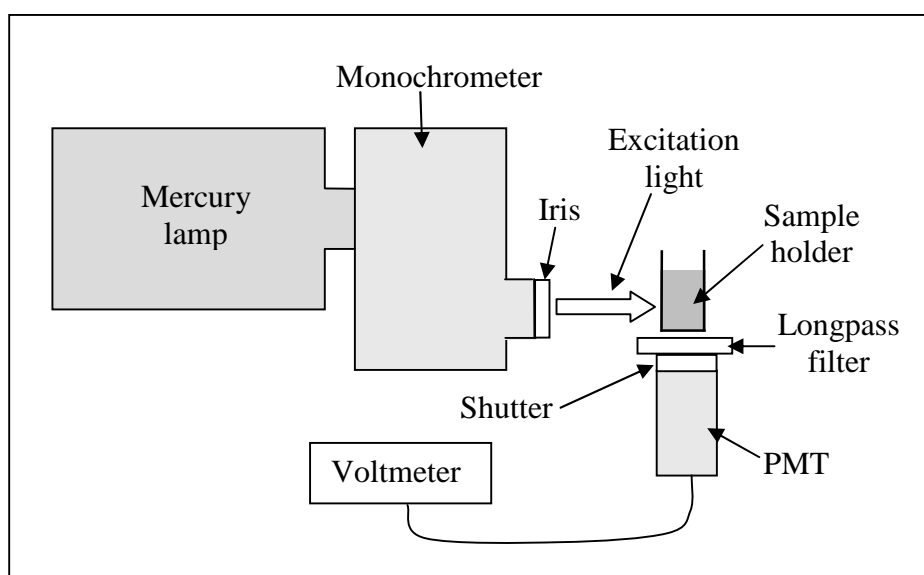 Monochrometer
Excitation
light
Mercury
lamp
Iris
Sample
holder
Longpass
filter
Shutter
PMT
Voltmeter